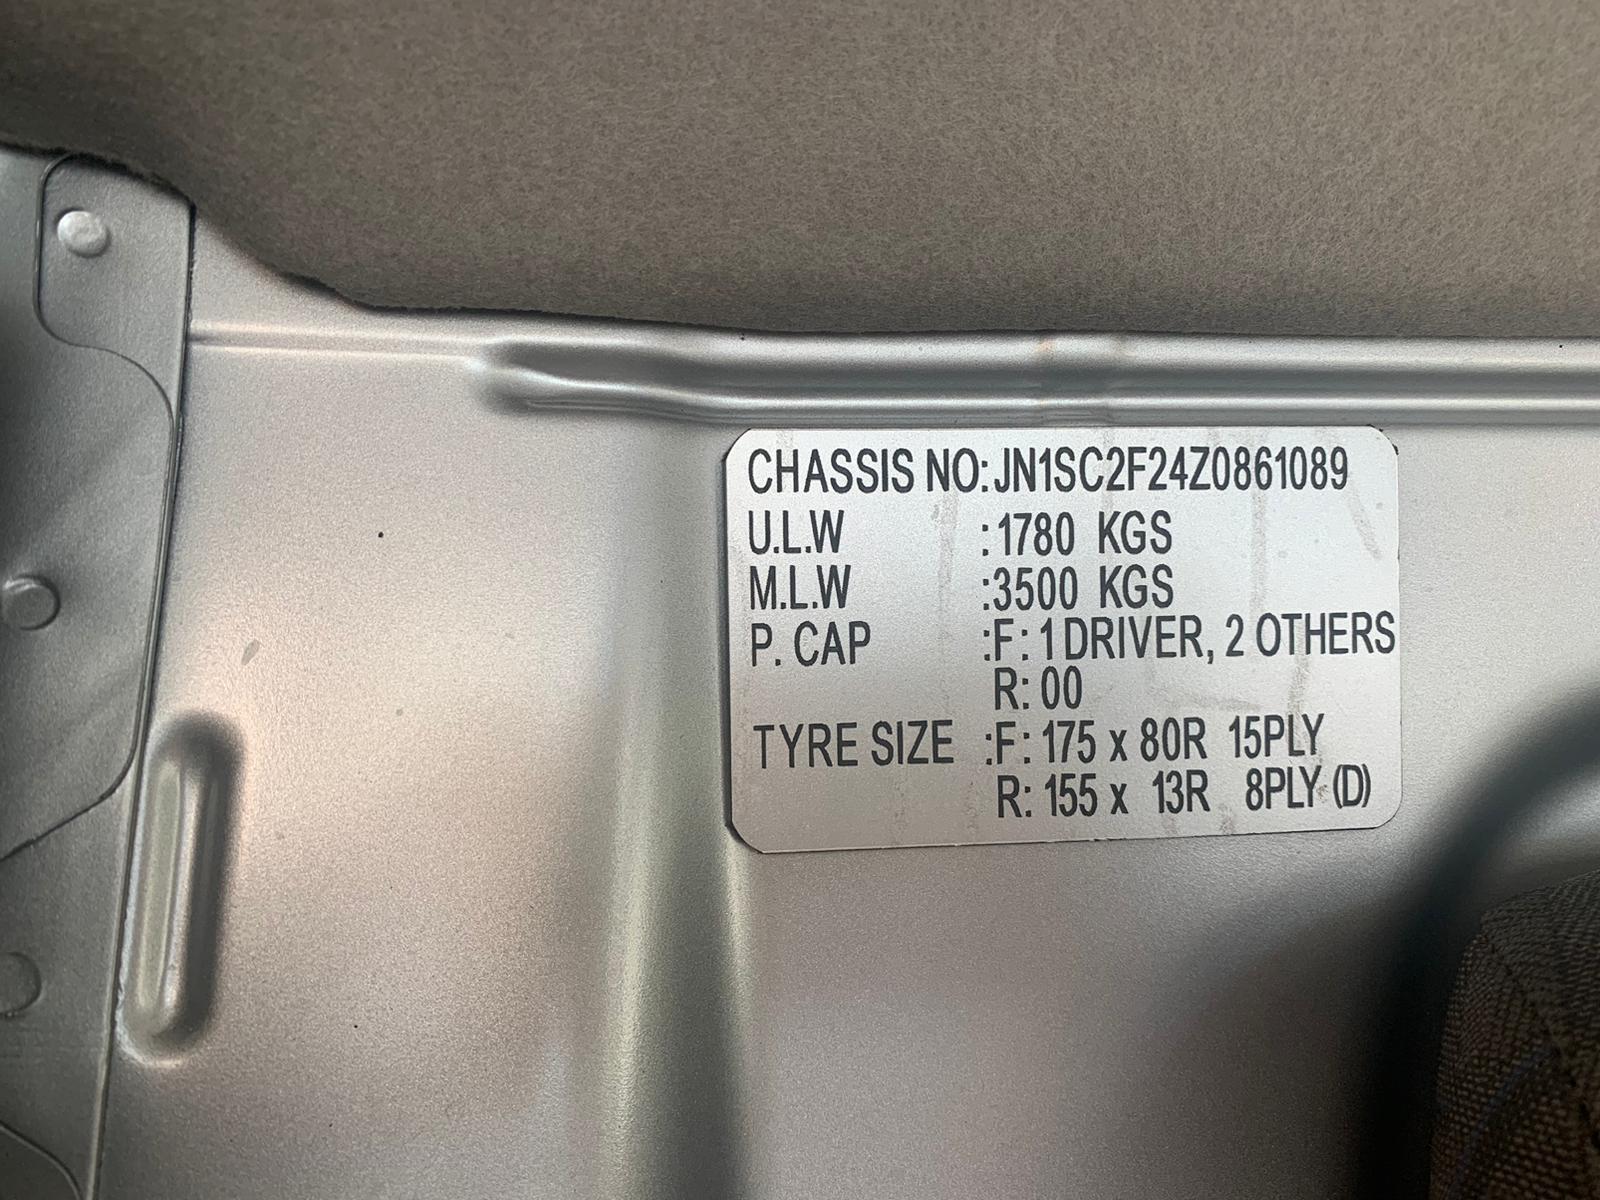 CHASSIS NO: JN1SC2F24Z0861089
U.L.W : 1780 KGS
M.L.W :3500 KGS
P. CAP :F: 1 DRIVER, 2 OTHERS
R: 00
TYRE SIZE :F: 175 x 80R 15PLY
R: 155 x 13R 8PLY (D)